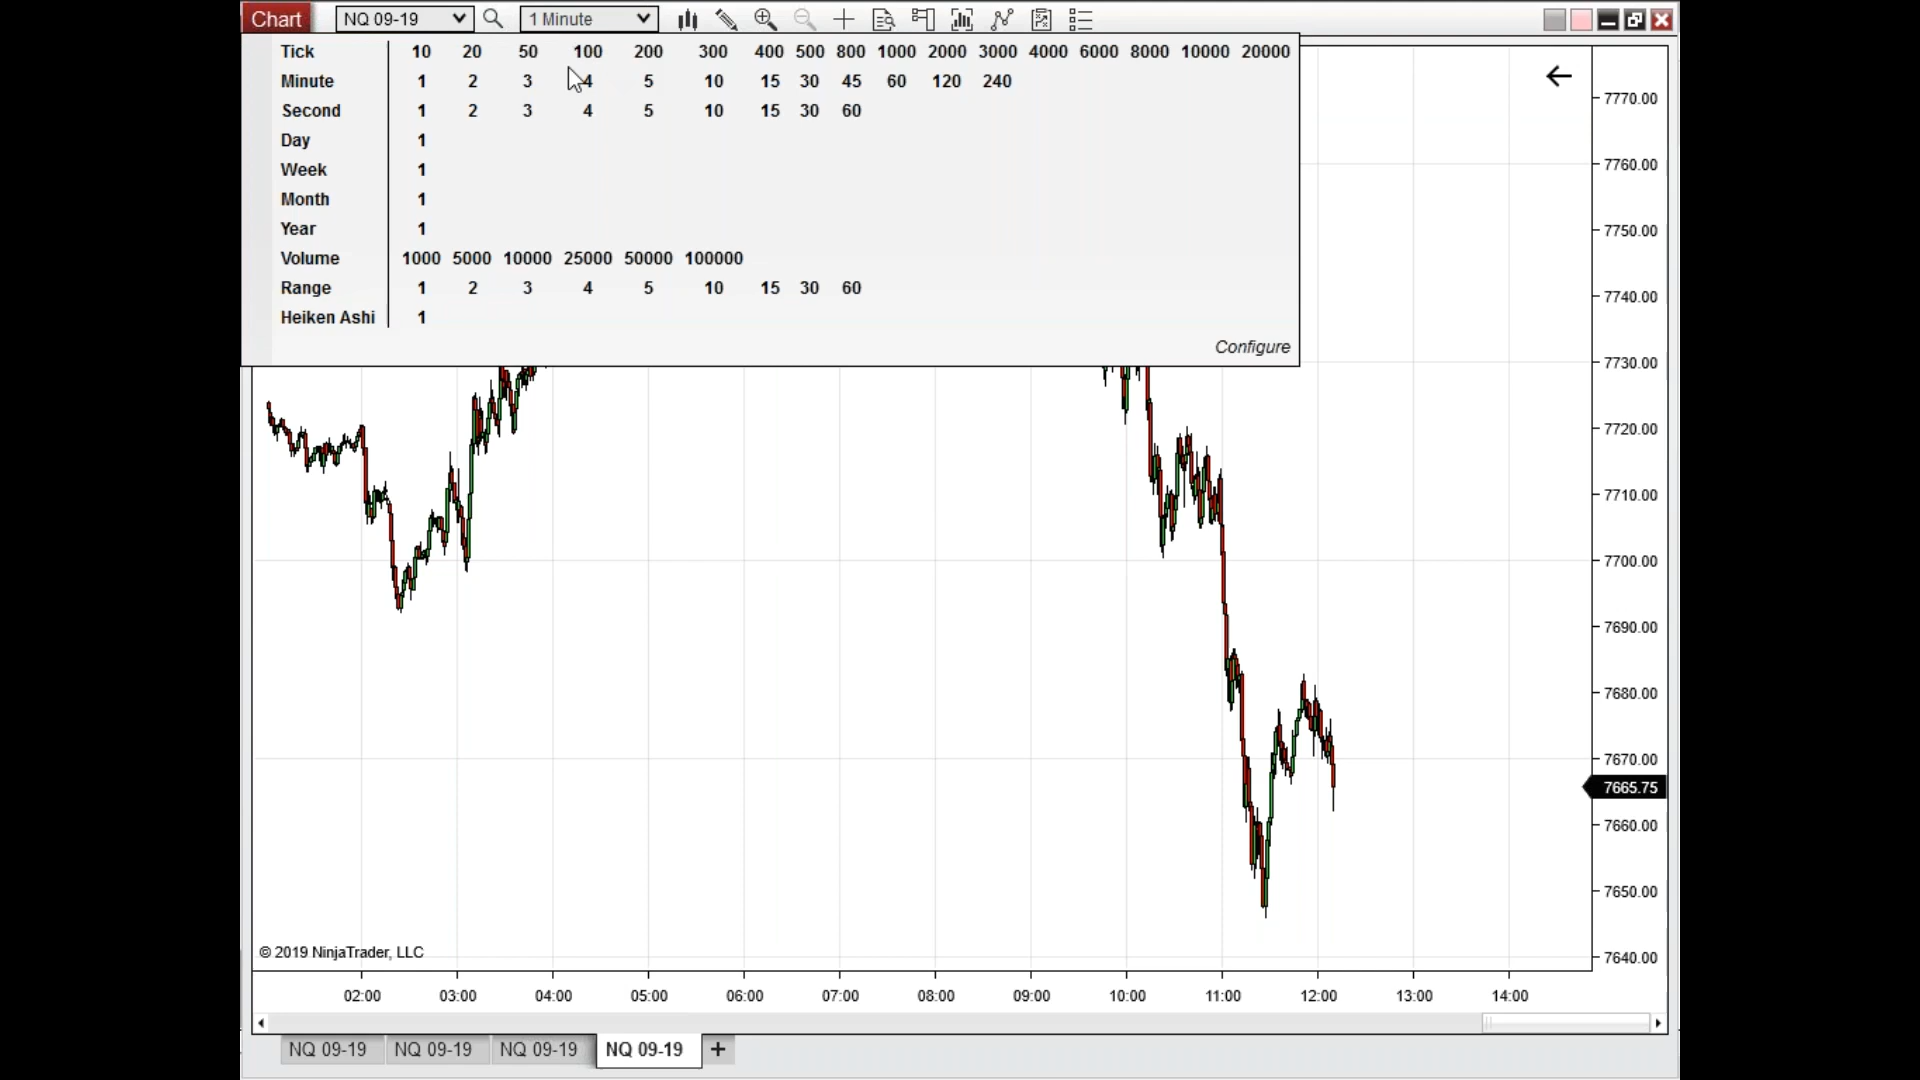 Chart NQ 09-19 1 Minute
Tick 10 20 50 100 200 300 400 500 800 1000 2000 3000 4000 6000 8000 10000 20000
Minute 1 2 3 4 5 10 15 30 45 60 120 240
Second 1 2 3 4 5 10 15 30 60
Day 1
Week 1
Month 1
Year 1
Volume 1000 5000 10000 25000 50000 100000
Range 1 2 3 4 5 10 15 30 60
Heiken Ashi 1
Configure
7770.00
7760.00
7750.00
7740.00
7730.00
7720.00
7710.00
7700.00
7690.00
7680.00
7670.00
7665.75
7660.00
7650.00
7640.00
© 2019 NinjaTrader, LLC
02:00 03:00 04:00 05:00 06:00 07:00 08:00 09:00 10:00 11:00 12:00 13:00 14:00
NQ 09-19 NQ 09-19 NQ 09-19 NQ 09-19 +